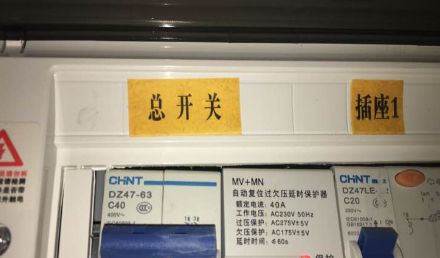 总开关
插座1
CHNT
DZ47-63
C40
400V~
MV+MN
自动复位过欠压延时保护器
额定电流: 40A
工作电压: AC230V 50Hz
过压保护: AC275V±5V
欠压保护: AC175V±5V
延时时间: ≤60s
CHNT
DZ47LE-
C20